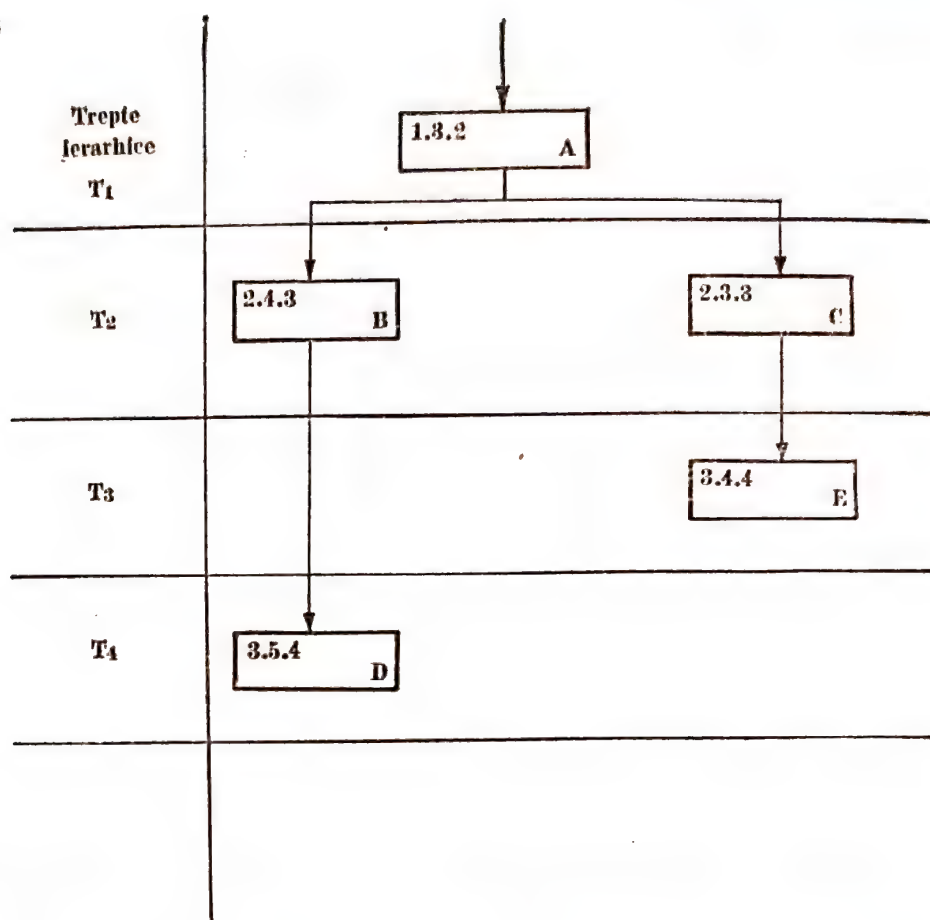 Trepte
ierarhice
T1
1.3.2
A
T2
2.4.3
B
2.3.3
C
T3
3.4.4
E
T4
3.5.4
D